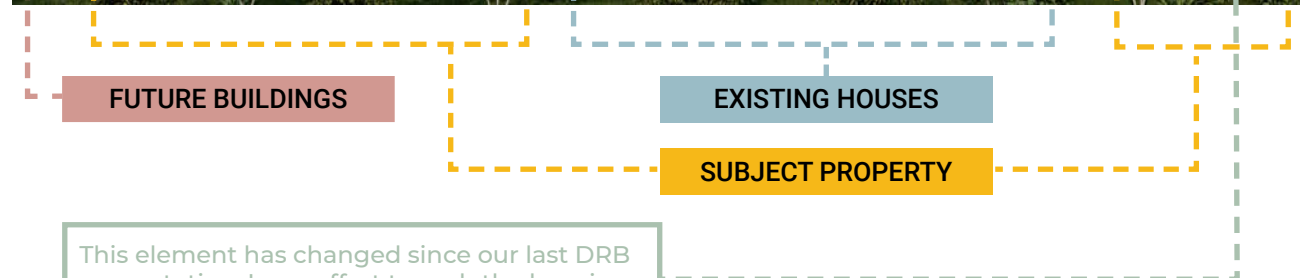 FUTURE BUILDINGS
EXISTING HOUSES
SUBJECT PROPERTY
This element has changed since our last DRB